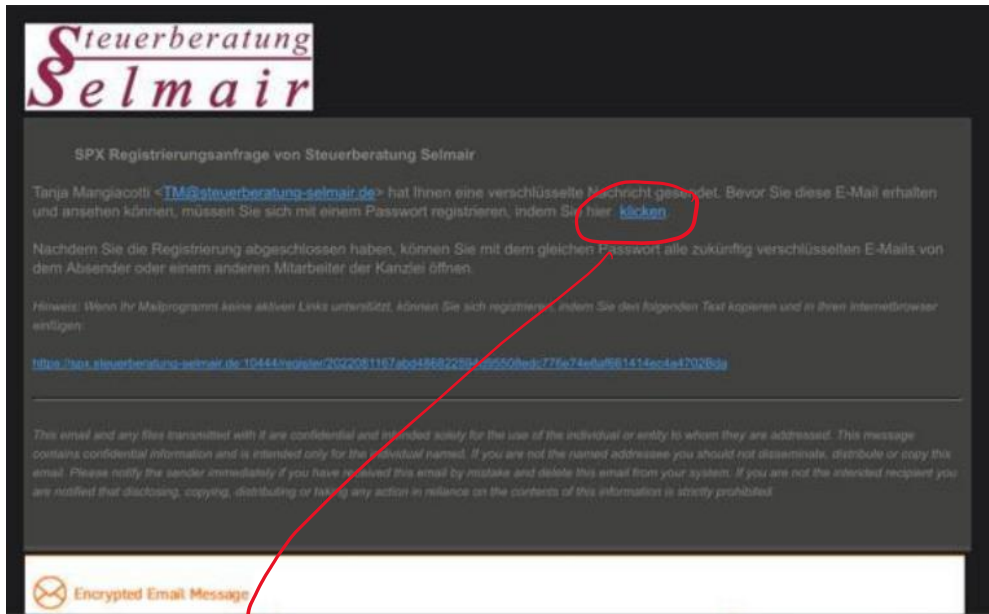 Steuerberatung
Selmair
SPX Registrierungsanfrage von Steuerberatung Selmair
Tanja Mangiacotti <TM@steuerberatung-selmair.de> hat Ihnen eine verschlüsselte Nachricht gesendet. Bevor Sie diese E-Mail erhalten
und ansehen können, müssen Sie sich mit einem Passwort registrieren, indem Sie hier klicken.
Nachdem Sie die Registrierung abgeschlossen haben, können Sie mit dem gleichen Passwort alle zukünftig verschlüsselten E-Mails von
dem Absender oder einem anderen Mitarbeiter der Kanzlei öffnen.
Hinweis: Wenn Ihr Mailprogramm keine aktiven Links unterstützt, können Sie sich registrieren, indem Sie den folgenden Text kopieren und in Ihren Internetbrowser
einfügen:
This email and any files transmitted with it are confidential and intended solely for the use of the individual or entity to whom they are addressed. This message
contains confidential information and is intended only for the individual named. If you are not the named addressee you should not disseminate, distribute or copy this
email. Please notify the sender immediately if you have received this email by mistake and delete this email from your system. If you are not the intended recipient you
are notified that disclosing, copying, distributing or taking any action in reliance on the contents of this information is strictly prohibited
Encrypted Email Message